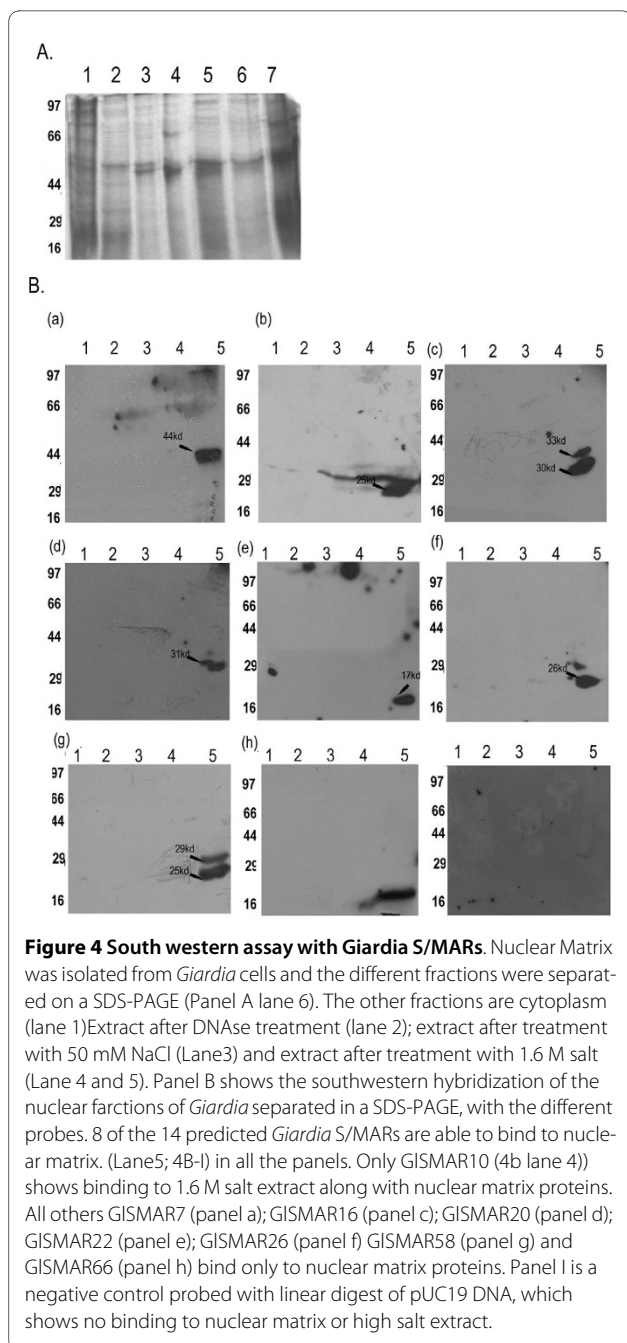 A.
1 2 3 4 5 6 7
97
66
44
29
16
B.
(a)
1 2 3 4 5
97
66
44
29
16
44kd
(b)
1 2 3 4 5
97
66
44
29
16
25kd
(c)
1 2 3 4 5
97
66
44
29
16
33kd
30kd
(d)
1 2 3 4 5
97
66
44
29
16
31kd
(e)
1 2 3 4 5
97
66
44
29
16
17kd
(f)
1 2 3 4 5
97
66
44
29
16
26kd
(g)
1 2 3 4 5
97
66
44
29
16
29kd
25kd
(h)
1 2 3 4 5
97
66
44
29
16
1 2 3 4 5
97
66
44
29
16
Figure 4 South western assay with Giardia S/MARs. Nuclear Matrix
was isolated from Giardia cells and the different fractions were separat-
ed on a SDS-PAGE (Panel A lane 6). The other fractions are cytoplasm
(lane 1)Extract after DNAse treatment (lane 2); extract after treatment
with 50 mM NaCl (Lane3) and extract after treatment with 1.6 M salt
(Lane 4 and 5). Panel B shows the southwestern hybridization of the
nuclear farctions of Giardia separated in a SDS-PAGE, with the different
probes. 8 of the 14 predicted Giardia S/MARs are able to bind to nucle-
ar matrix. (Lane5; 4B-I) in all the panels. Only GlSMAR10 (4b lane 4))
shows binding to 1.6 M salt extract along with nuclear matrix proteins.
All others GlSMAR7 (panel a); GlSMAR16 (panel c); GlSMAR20 (panel d);
GlSMAR22 (panel e); GlSMAR26 (panel f) GlSMAR58 (panel g) and
GlSMAR66 (panel h) bind only to nuclear matrix proteins. Panel I is a
negative control probed with linear digest of pUC19 DNA, which
shows no binding to nuclear matrix or high salt extract.